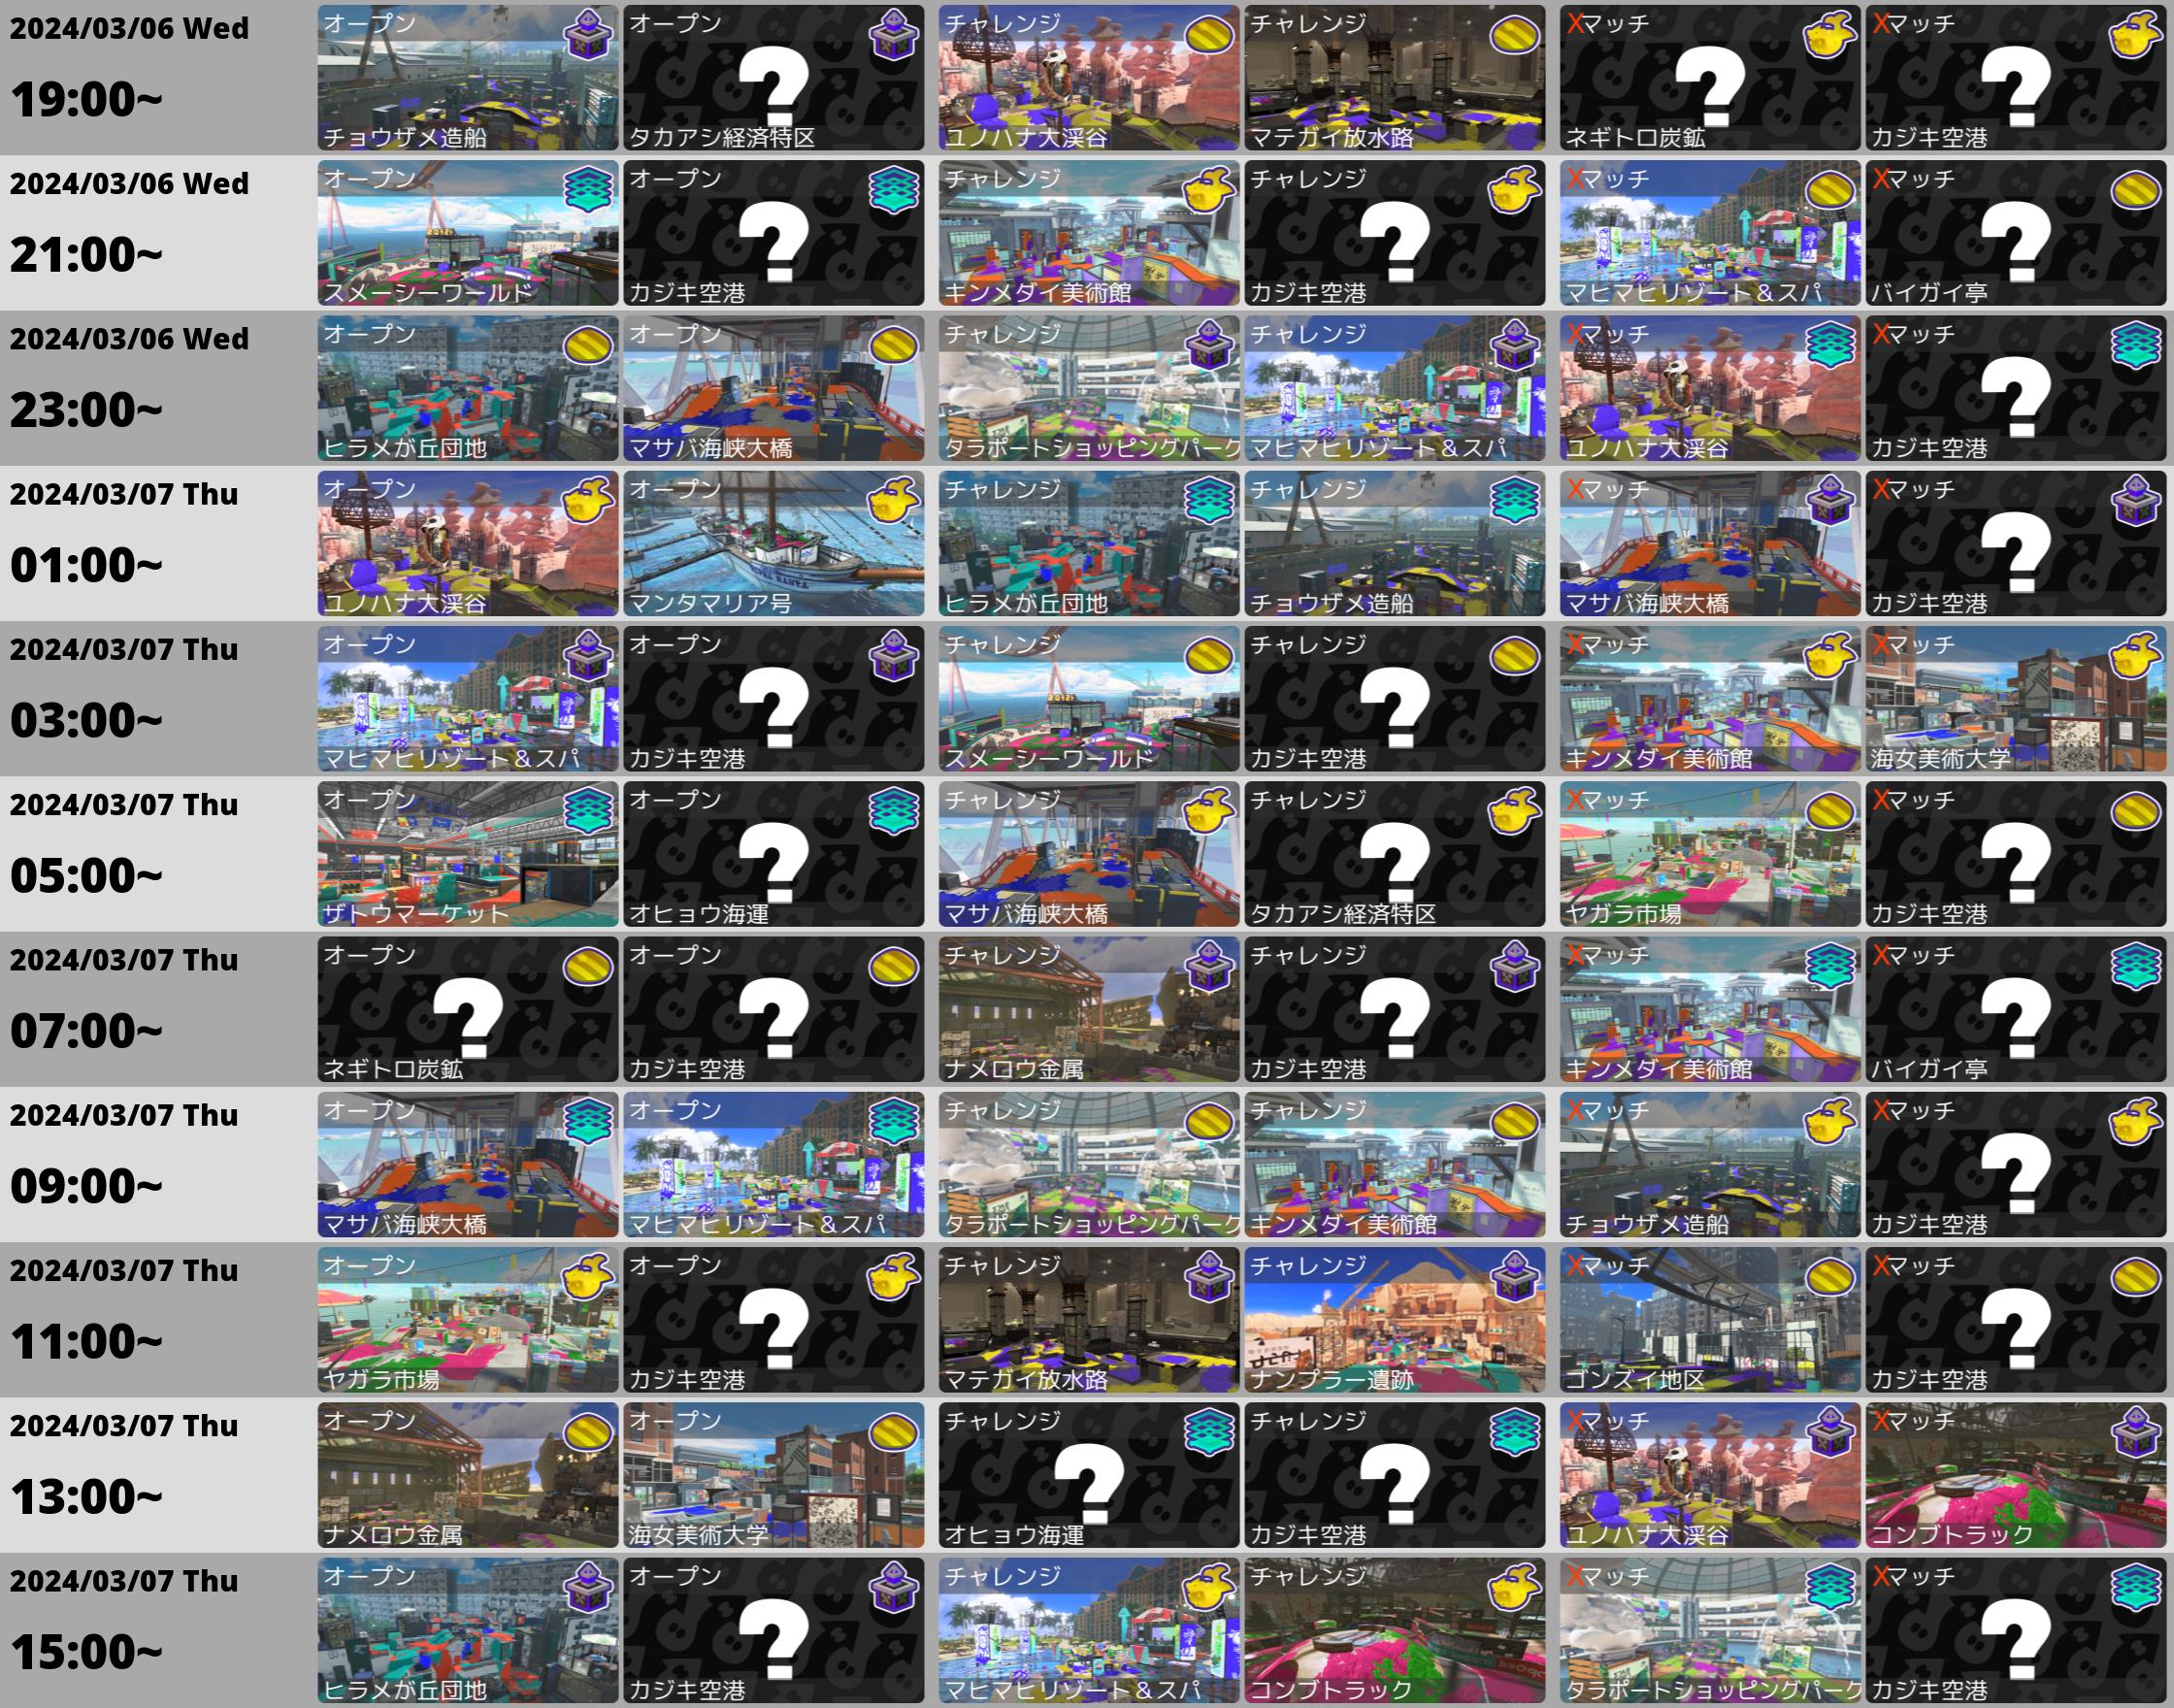 2024/03/06 Wed
19:00~
オープン
チョウザメ造船
オープン
タカアシ経済特区
チャレンジ
ユノハナ大渓谷
チャレンジ
マテガイ放水路
Xマッチ
ネギトロ炭鉱
Xマッチ
カジキ空港
2024/03/06 Wed
21:00~
オープン
スメーシーワールド
オープン
カジキ空港
チャレンジ
キンメダイ美術館
チャレンジ
カジキ空港
Xマッチ
マヒマヒリゾート&スパ
Xマッチ
バイガイ亭
2024/03/06 Wed
23:00~
オープン
ヒラメが丘団地
オープン
マサバ海峡大橋
チャレンジ
タラポートショッピングパーク
チャレンジ
マヒマヒリゾート&スパ
Xマッチ
ユノハナ大渓谷
Xマッチ
カジキ空港
2024/03/07 Thu
01:00~
オープン
ユノハナ大渓谷
オープン
マンタマリア号
チャレンジ
ヒラメが丘団地
チャレンジ
チョウザメ造船
Xマッチ
マサバ海峡大橋
Xマッチ
カジキ空港
2024/03/07 Thu
03:00~
オープン
マヒマヒリゾート&スパ
オープン
カジキ空港
チャレンジ
スメーシーワールド
チャレンジ
カジキ空港
Xマッチ
キンメダイ美術館
Xマッチ
海女美術大学
2024/03/07 Thu
05:00~
オープン
ザトウマーケット
オープン
オヒョウ海運
チャレンジ
マサバ海峡大橋
チャレンジ
タカアシ経済特区
Xマッチ
ヤガラ市場
Xマッチ
カジキ空港
2024/03/07 Thu
07:00~
オープン
ネギトロ炭鉱
オープン
カジキ空港
チャレンジ
ナメロウ金属
チャレンジ
カジキ空港
Xマッチ
キンメダイ美術館
Xマッチ
バイガイ亭
2024/03/07 Thu
09:00~
オープン
マサバ海峡大橋
オープン
マヒマヒリゾート&スパ
チャレンジ
タラポートショッピングパーク
チャレンジ
キンメダイ美術館
Xマッチ
チョウザメ造船
Xマッチ
カジキ空港
2024/03/07 Thu
11:00~
オープン
ヤガラ市場
オープン
カジキ空港
チャレンジ
マテガイ放水路
チャレンジ
ナンプラー遺跡
Xマッチ
ゴンズイ地区
Xマッチ
カジキ空港
2024/03/07 Thu
13:00~
オープン
ナメロウ金属
オープン
海女美術大学
チャレンジ
オヒョウ海運
チャレンジ
カジキ空港
Xマッチ
ユノハナ大渓谷
Xマッチ
コンブトラック
2024/03/07 Thu
15:00~
オープン
ヒラメが丘団地
オープン
カジキ空港
チャレンジ
マヒマヒリゾート&スパ
チャレンジ
コンブトラック
Xマッチ
タラポートショッピングパーク
Xマッチ
カジキ空港